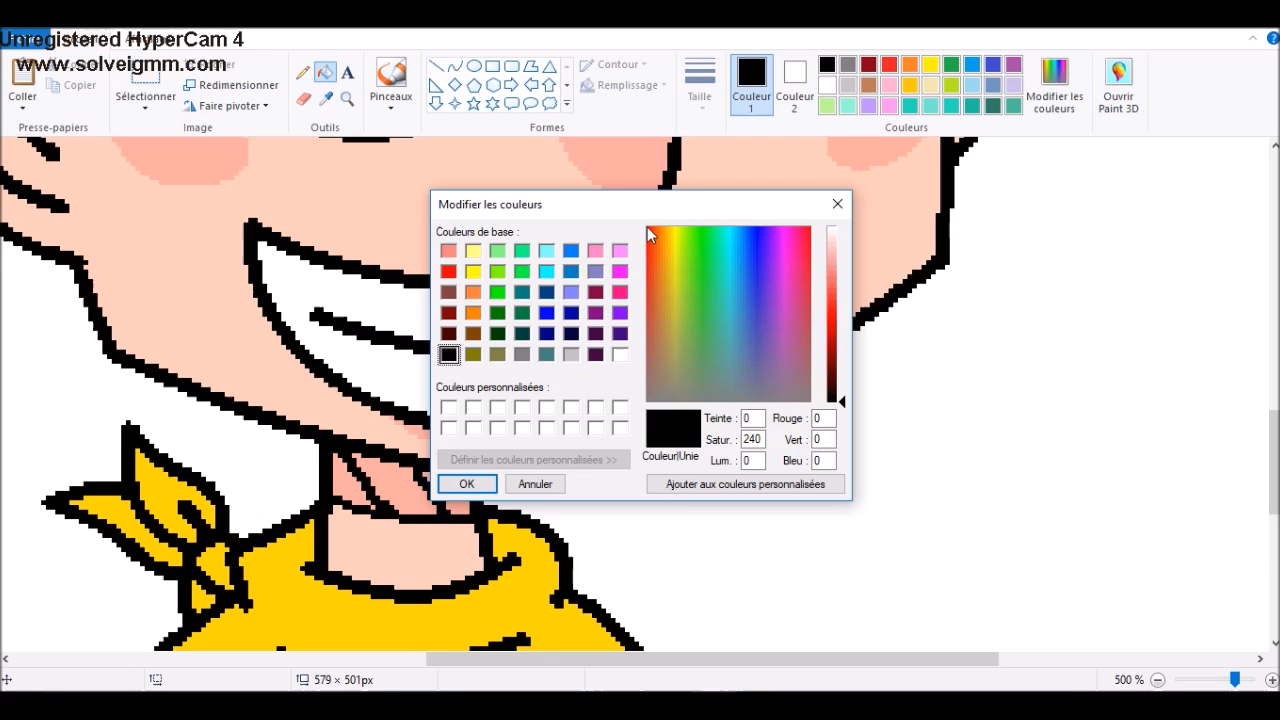 Unregistered HyperCam 4
www.solveigmm.com
Coller
Copier
Presse-papiers
Sélectionner
Redimensionner
Faire pivoter
Image
A
Outils
Pinceaux
Contour
Remplissage
Formes
Taille
Couleur 1
Couleur 2
Modifier les couleurs
Couleurs
Ouvrir Paint 3D
Modifier les couleurs
Couleurs de base :
Couleurs personnalisées :
Définir les couleurs personnalisées >>
OK
Annuler
Couleur|Unie
Teinte : 0
Satur. : 240
Lum. : 0
Rouge : 0
Vert : 0
Bleu : 0
Ajouter aux couleurs personnalisées
579 × 501px
500 %